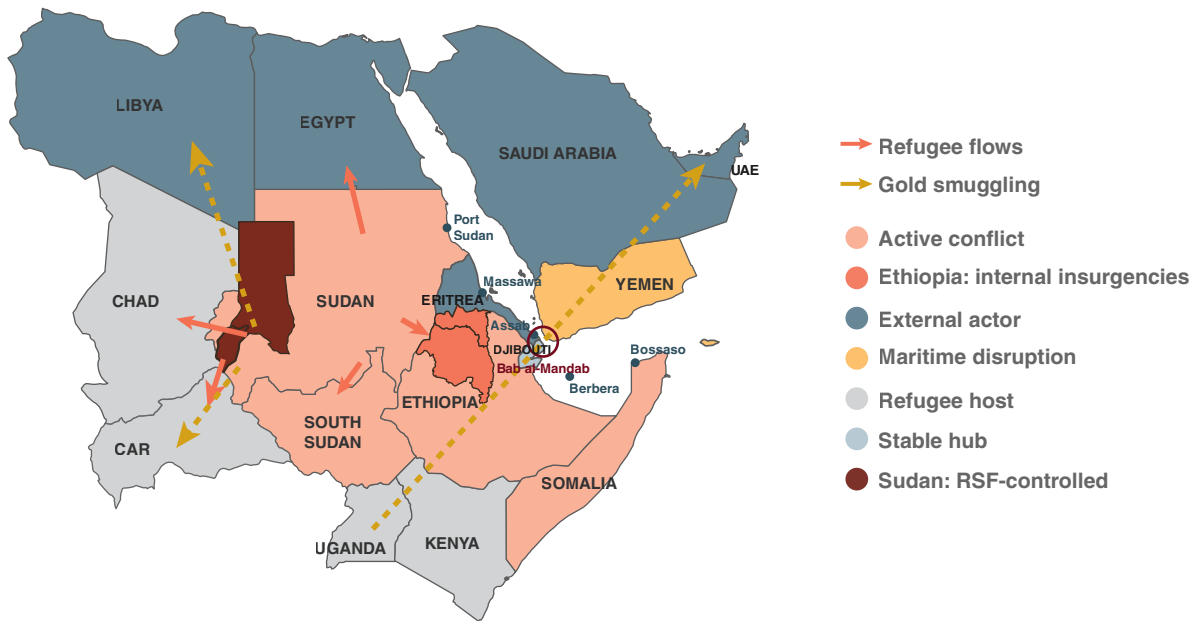 LIBYA
EGYPT
SAUDI ARABIA
UAE
Port
Sudan
Massawa
YEMEN
CHAD
SUDAN
ERITREA
Assab
DJIBOUTI
Bab al-Mandab
Bossaso
Berbera
ETHIOPIA
SOUTH
SUDAN
CAR
SOMALIA
UGANDA
KENYA
Refugee flows
Gold smuggling
Active conflict
Ethiopia: internal insurgencies
External actor
Maritime disruption
Refugee host
Stable hub
Sudan: RSF-controlled